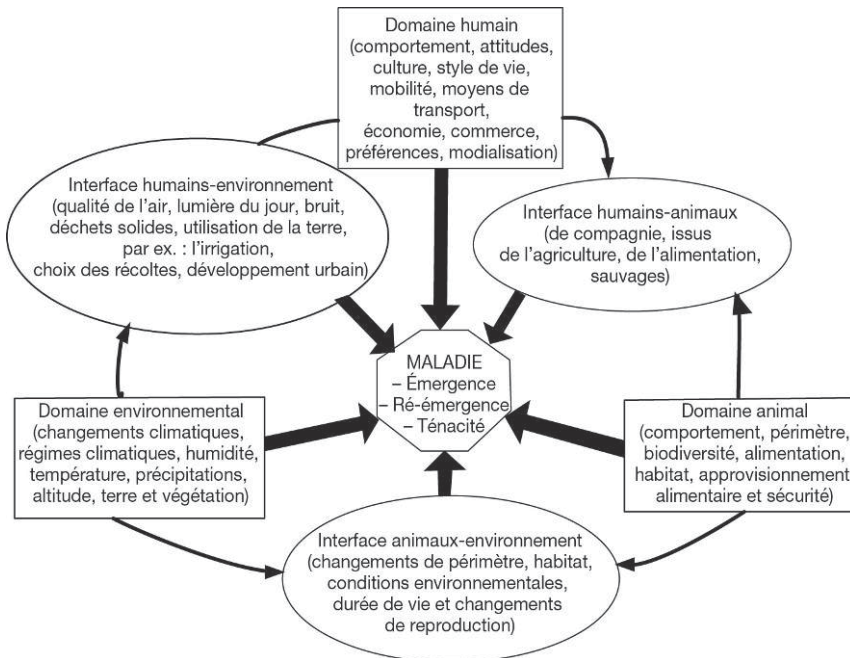 Domaine humain
(comportement, attitudes,
culture, style de vie,
mobilité, moyens de
transport,
économie, commerce,
préférences, modialisation)
Interface humains-environnement
(qualité de l’air, lumière du jour, bruit,
déchets solides, utilisation de la terre,
par ex. : l’irrigation,
choix des récoltes, développement urbain)
Interface humains-animaux
(de compagnie, issus
de l’agriculture, de l’alimentation,
sauvages)
MALADIE
– Émergence
– Ré-émergence
– Ténacité
Domaine environnemental
(changements climatiques,
régimes climatiques, humidité,
température, précipitations,
altitude, terre et végétation)
Domaine animal
(comportement, périmètre,
biodiversité, alimentation,
habitat, approvisionnement
alimentaire et sécurité)
Interface animaux-environnement
(changements de périmètre, habitat,
conditions environnementales,
durée de vie et changements
de reproduction)